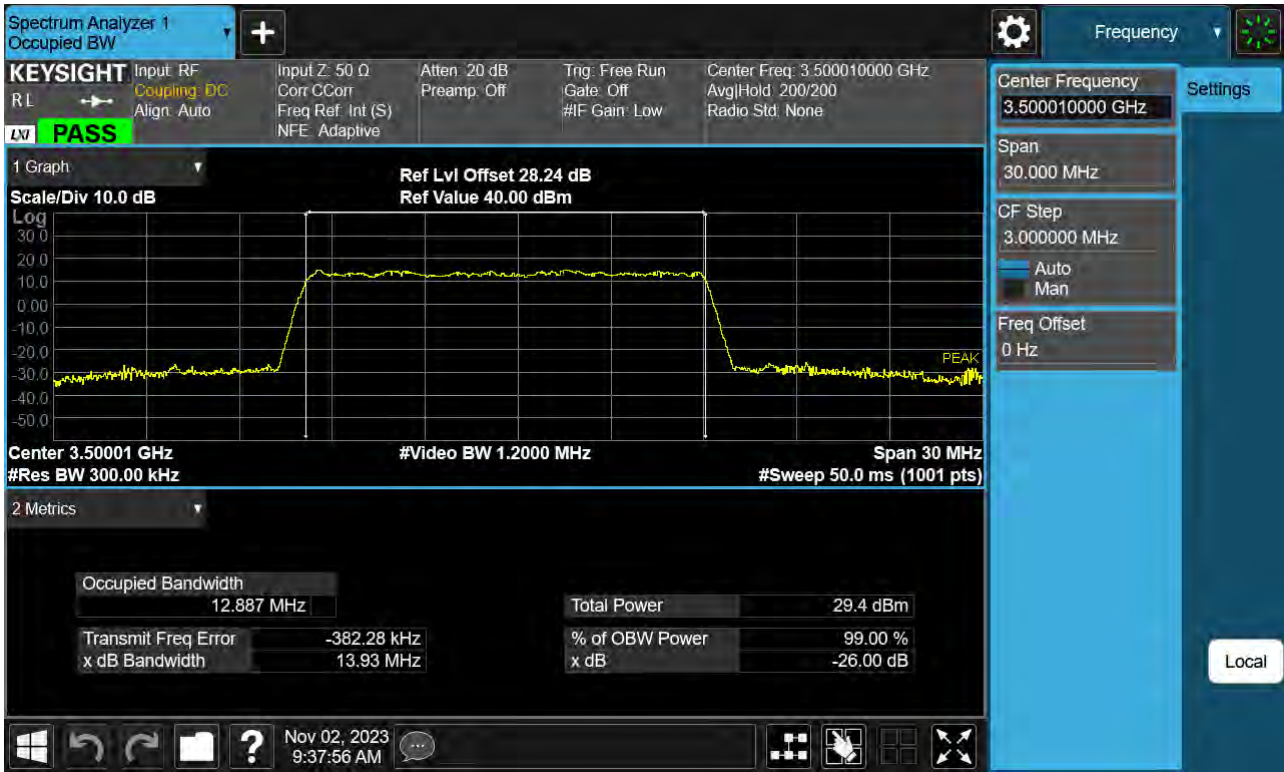 Spectrum Analyzer 1
Occupied BW
+
Frequency
KEYSIGHT
RL
LXI PASS
Input: RF
Coupling: DC
Align: Auto
Input Z: 50 Ω
Corr CCorr
Freq Ref: Int (S)
NFE: Adaptive
Atten: 20 dB
Preamp: Off
Trig: Free Run
Gate: Off
#IF Gain: Low
Center Freq: 3.500010000 GHz
Avg|Hold: 200/200
Radio Std: None
1 Graph
Scale/Div 10.0 dB
Ref Lvl Offset 28.24 dB
Ref Value 40.00 dBm
Log
30.0
20.0
10.0
0.00
-10.0
-20.0
-30.0
-40.0
-50.0
PEAK
Center 3.50001 GHz
#Res BW 300.00 kHz
#Video BW 1.2000 MHz
Span 30 MHz
#Sweep 50.0 ms (1001 pts)
2 Metrics
Occupied Bandwidth
12.887 MHz
Transmit Freq Error -382.28 kHz
x dB Bandwidth 13.93 MHz
Total Power 29.4 dBm
% of OBW Power 99.00 %
x dB -26.00 dB
Center Frequency
3.500010000 GHz
Span
30.000 MHz
CF Step
3.000000 MHz
Auto
Man
Freq Offset
0 Hz
Settings
Local
?
Nov 02, 2023
9:37:56 AM